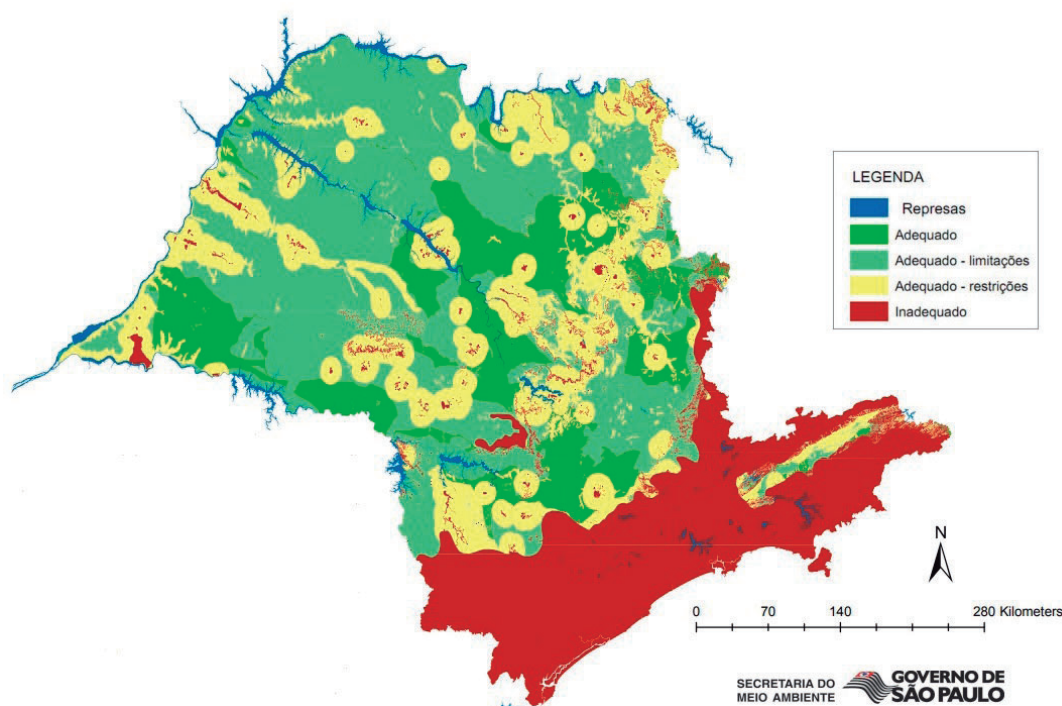 LEGENDA
Represas
Adequado
Adequado - limitações
Adequado - restrições
Inadequado
N
0 70 140 280 Kilometers
SECRETARIA DO
MEIO AMBIENTE
GOVERNO DE
SÃO PAULO